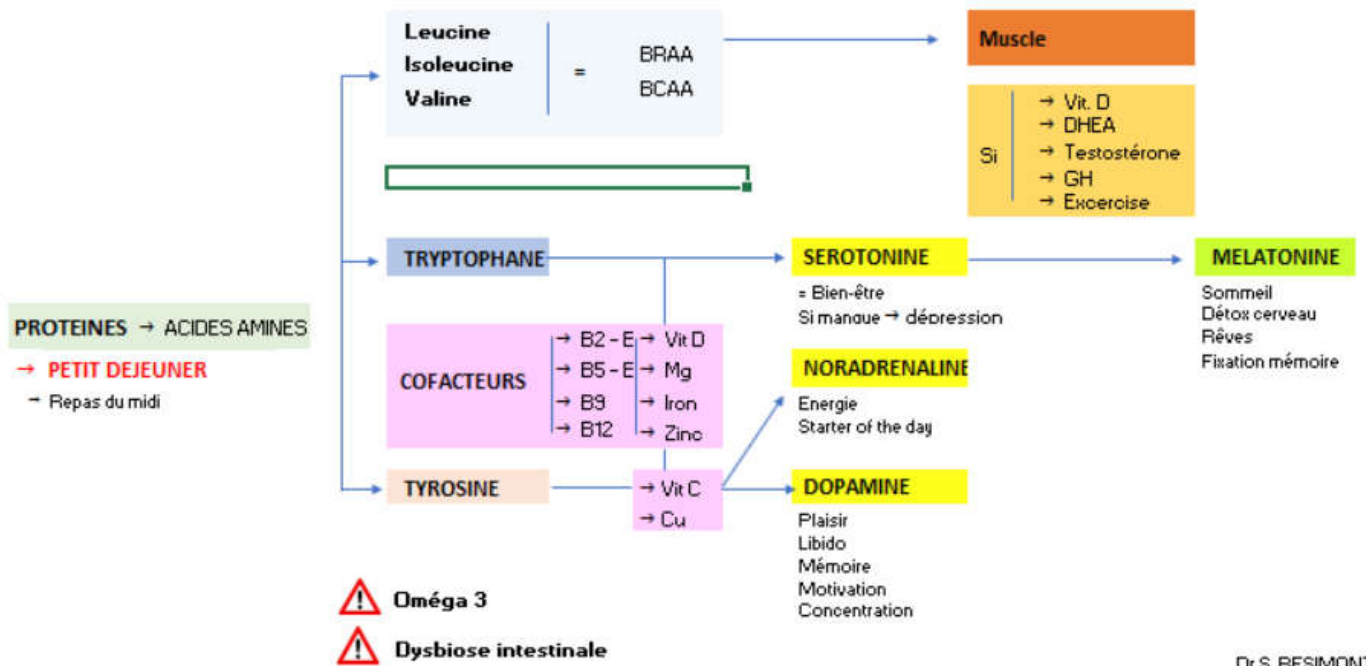 Leucine
Isoleucine
Valine
=
BRAA
BCAA
Muscle
Si
→ Vit. D
→ DHEA
→ Testostérone
→ GH
→ Excercise
TRYPTOPHANE
SEROTONINE
= Bien-être
Si manque → dépression
MELATONINE
Sommeil
Détox cerveau
Rêves
Fixation mémoire
PROTEINES → ACIDES AMINES
→ PETIT DEJEUNER
→ Repas du midi
COFACTEURS
→ B2 - E → Vit D
→ B5 - E → Mg
→ B9 → Iron
→ B12 → Zinc
NORADRENALINE
Energie
Starter of the day
TYROSINE
→ Vit C
→ Cu
DOPAMINE
Plaisir
Libido
Mémoire
Motivation
Concentration
Oméga 3
Dysbiose intestinale
Dr S. RESIMONT